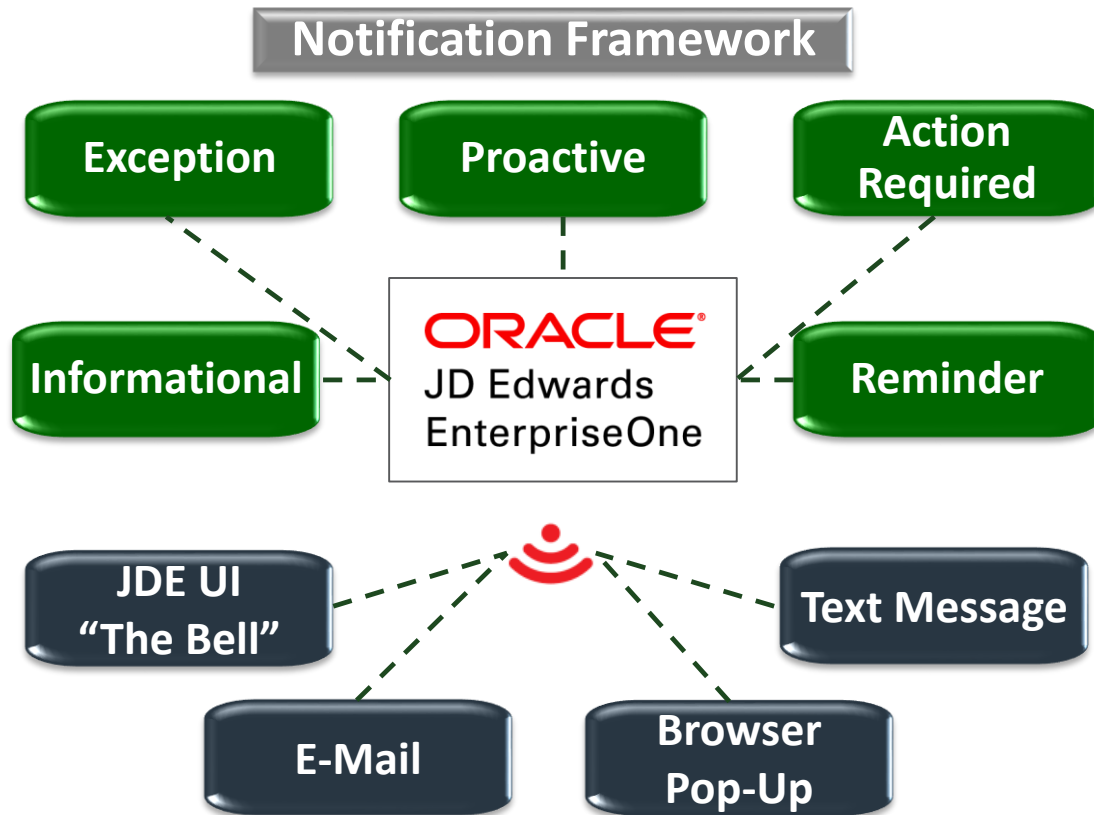 Notification Framework
Exception
Proactive
Action
Required
Informational
ORACLE®
JD Edwards
EnterpriseOne
Reminder
JDE UI
“The Bell”
Text Message
E-Mail
Browser
Pop-Up